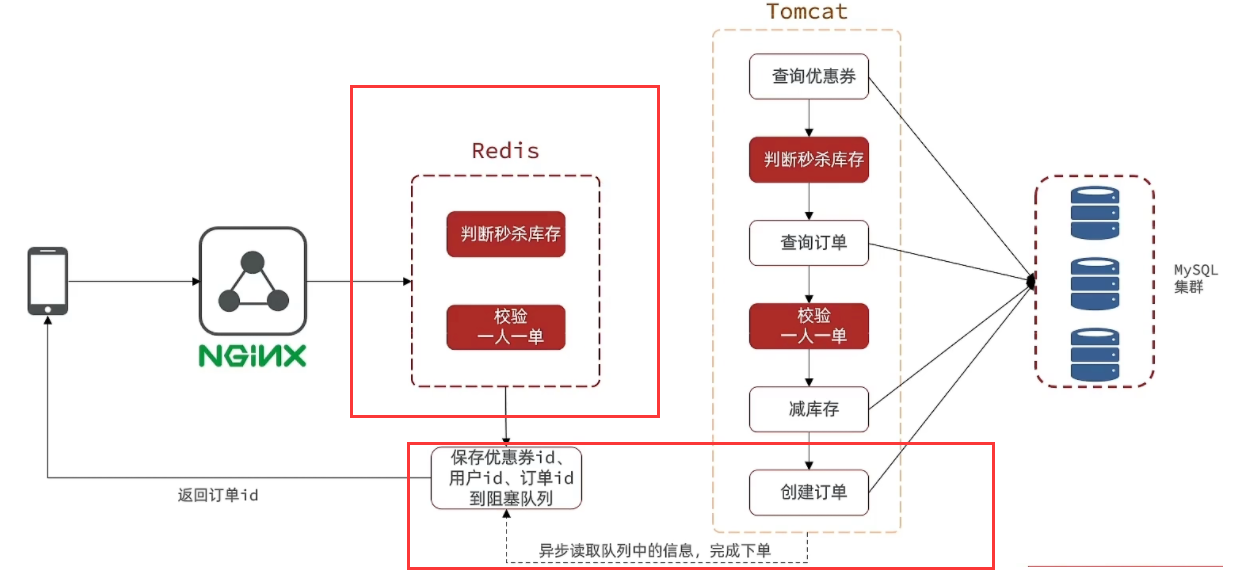 Tomcat
查询优惠券
Redis
判断秒杀库存
判断秒杀库存
查询订单
MySQL
集群
校验
一人一单
校验
一人一单
NGINX
减库存
保存优惠券id、
用户id、订单id
到阻塞队列
返回订单id
创建订单
异步读取队列中的信息，完成下单